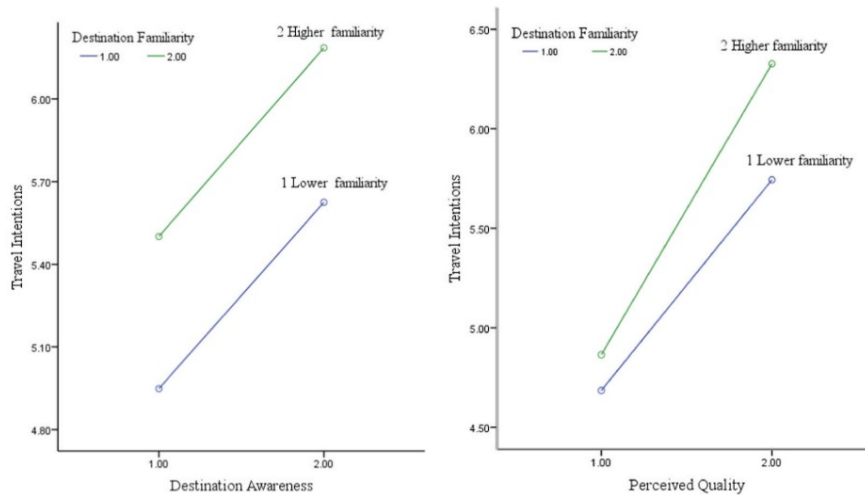 Destination Familiarity
1.00 2.00
2 Higher familiarity
1 Lower familiarity
6.00
5.70
5.40
5.10
4.80
Travel Intentions
1.00 2.00
Destination Awareness
Destination Familiarity
1.00 2.00
2 Higher familiarity
1 Lower familiarity
6.50
6.00
5.50
5.00
4.50
Travel Intentions
1.00 2.00
Perceived Quality